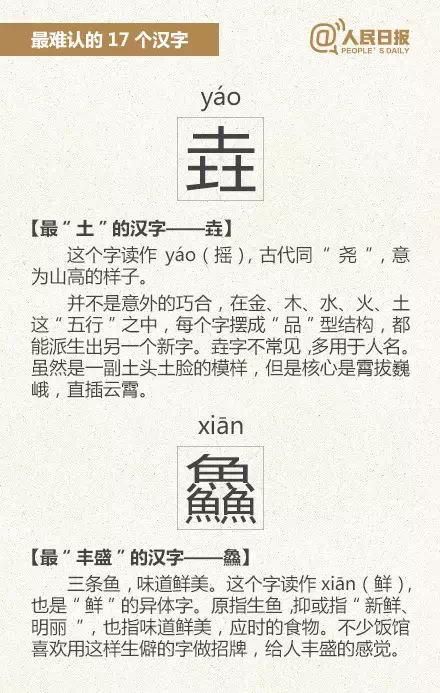 最难认的 17 个汉字
@人民日报
PEOPLE'S DAILY
yáo
垚
【最“土”的汉字——垚】
这个字读作 yáo（摇），古代同“尧”，意
为山高的样子。
并不是意外的巧合，在金、木、水、火、土
这“五行”之中，每个字摆成“品”型结构，都
能派生出另一个新字。垚字不常见，多用于人名。
虽然是一副土头土脸的模样，但是核心是霄拔巍
峨，直插云霄。
xiān
鱻
【最“丰盛”的汉字——鱻】
三条鱼，味道鲜美。这个字读作 xiān（鲜），
也是“鲜”的异体字。原指生鱼，抑或指“新鲜、
明丽“，也指味道鲜美，应时的食物。不少饭馆
喜欢用这样生僻的字做招牌，给人丰盛的感觉。